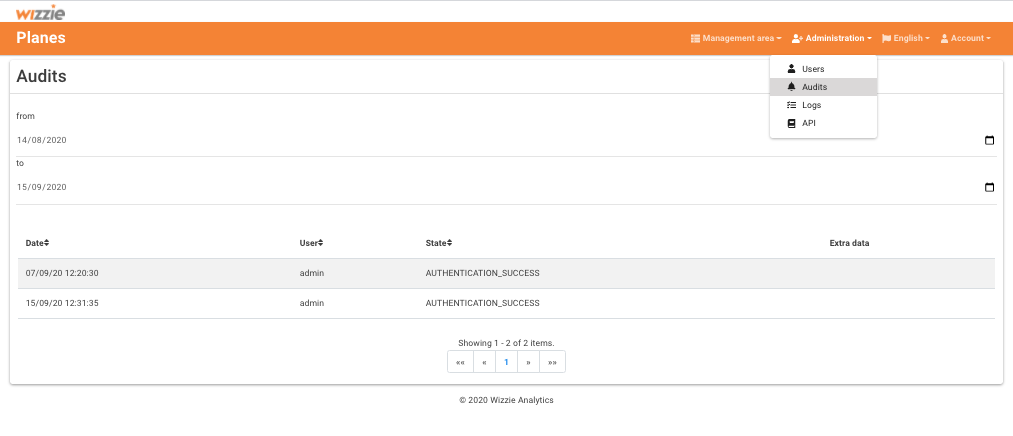 wizzie
Planes
Management area Administration English Account
Users
Audits
Logs
API
Audits
from
14/08/2020
to
15/09/2020
Date User State Extra data
07/09/20 12:20:30 admin AUTHENTICATION_SUCCESS
15/09/20 12:31:35 admin AUTHENTICATION_SUCCESS
Showing 1 - 2 of 2 items.
«« « 1 » »»
© 2020 Wizzie Analytics